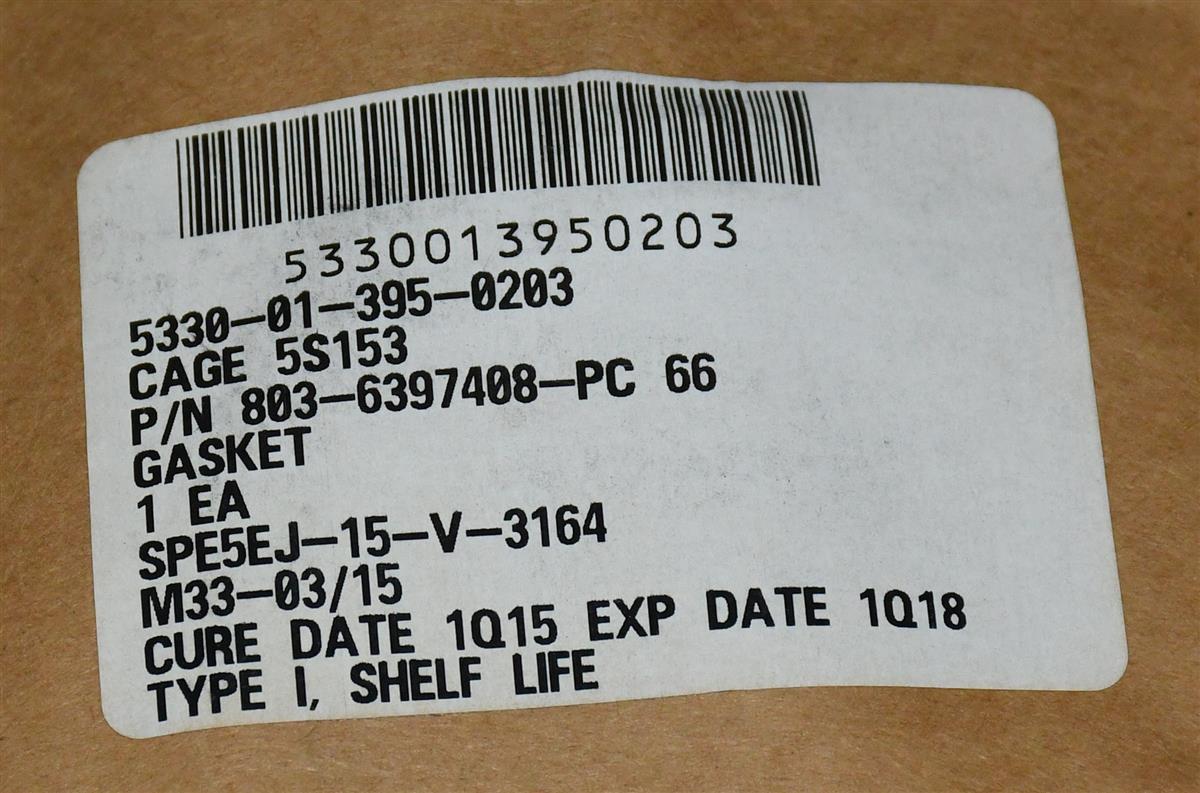 5330013950203
5330-01-395-0203
CAGE 5S153
P/N 803-6397408-PC 66
GASKET
1 EA
SPE5EJ-15-V-3164
M33-03/15
CURE DATE 1Q15 EXP DATE 1Q18
TYPE I, SHELF LIFE